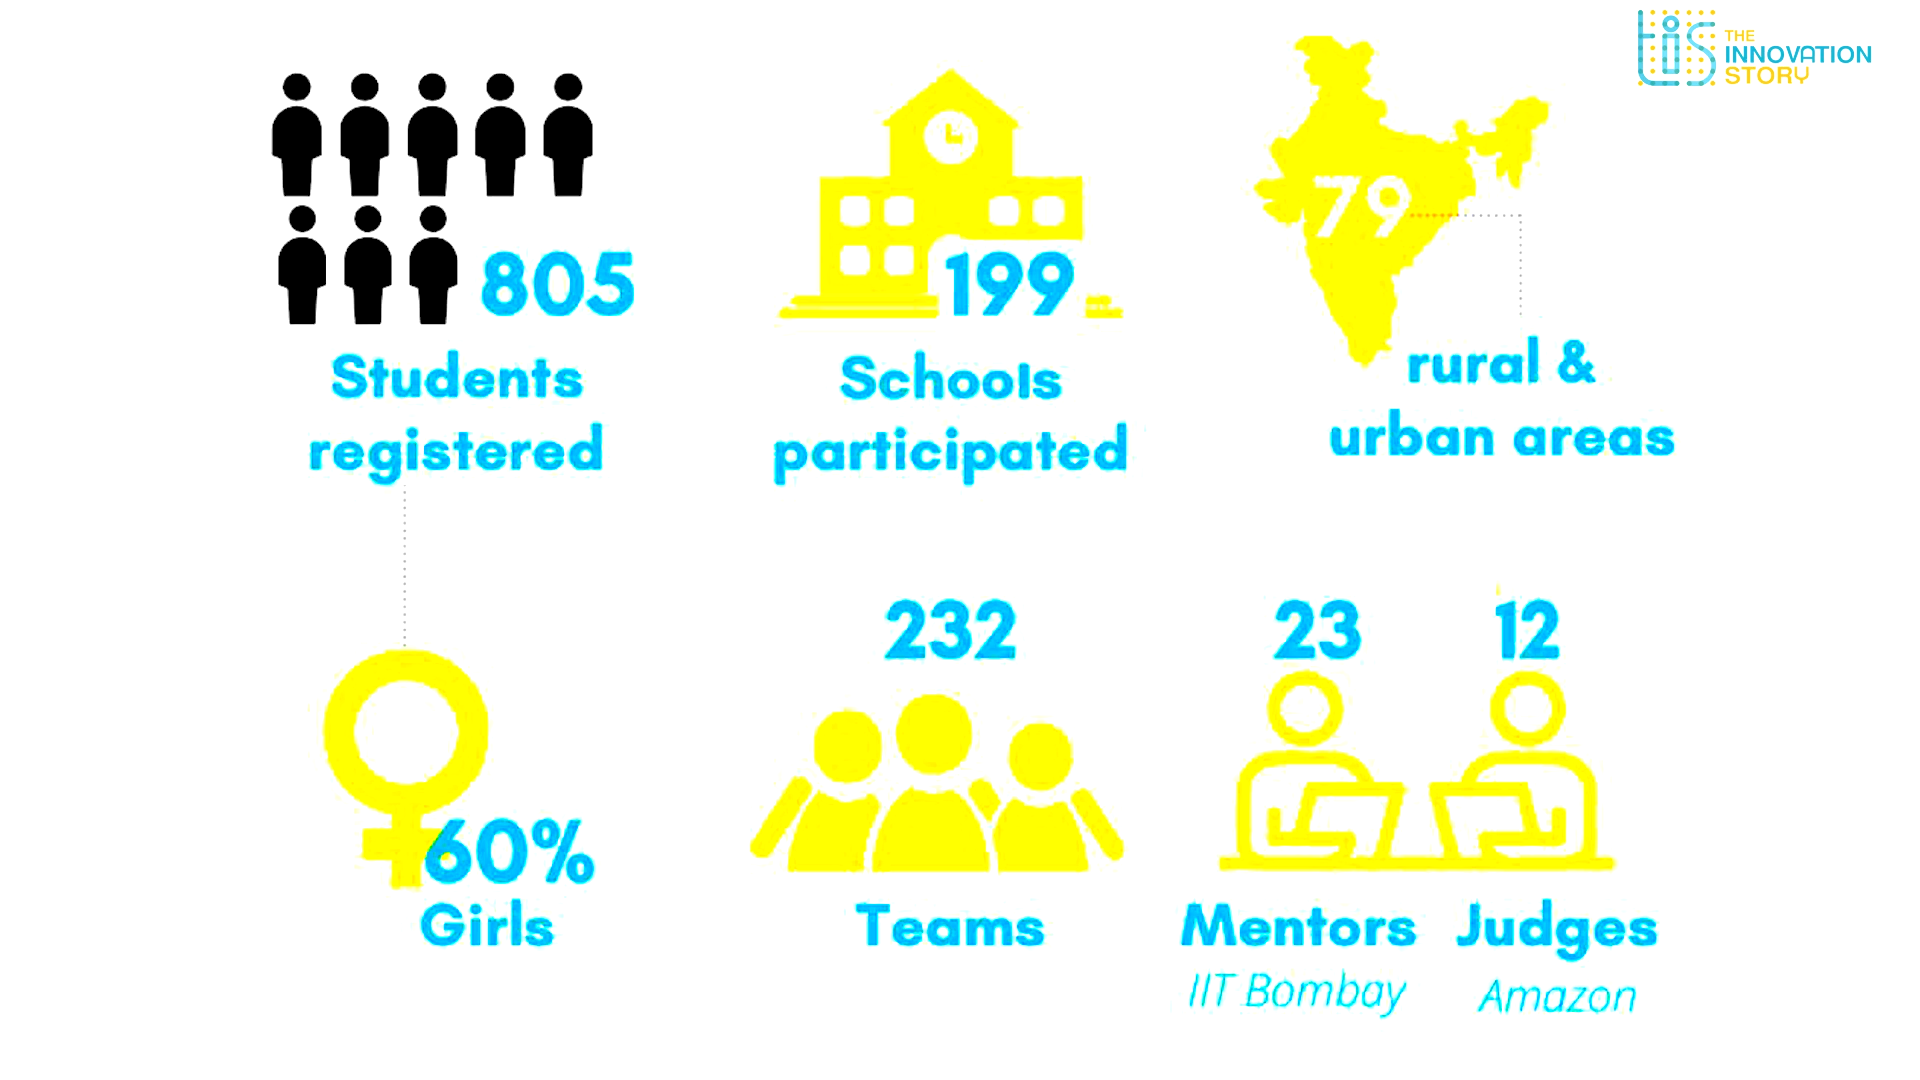 tis
THE
INNOVATION
STORY
805
Students
registered
199
Schools
participated
79
rural &
urban areas
60%
Girls
232
Teams
23
Mentors
IIT Bombay
12
Judges
Amazon